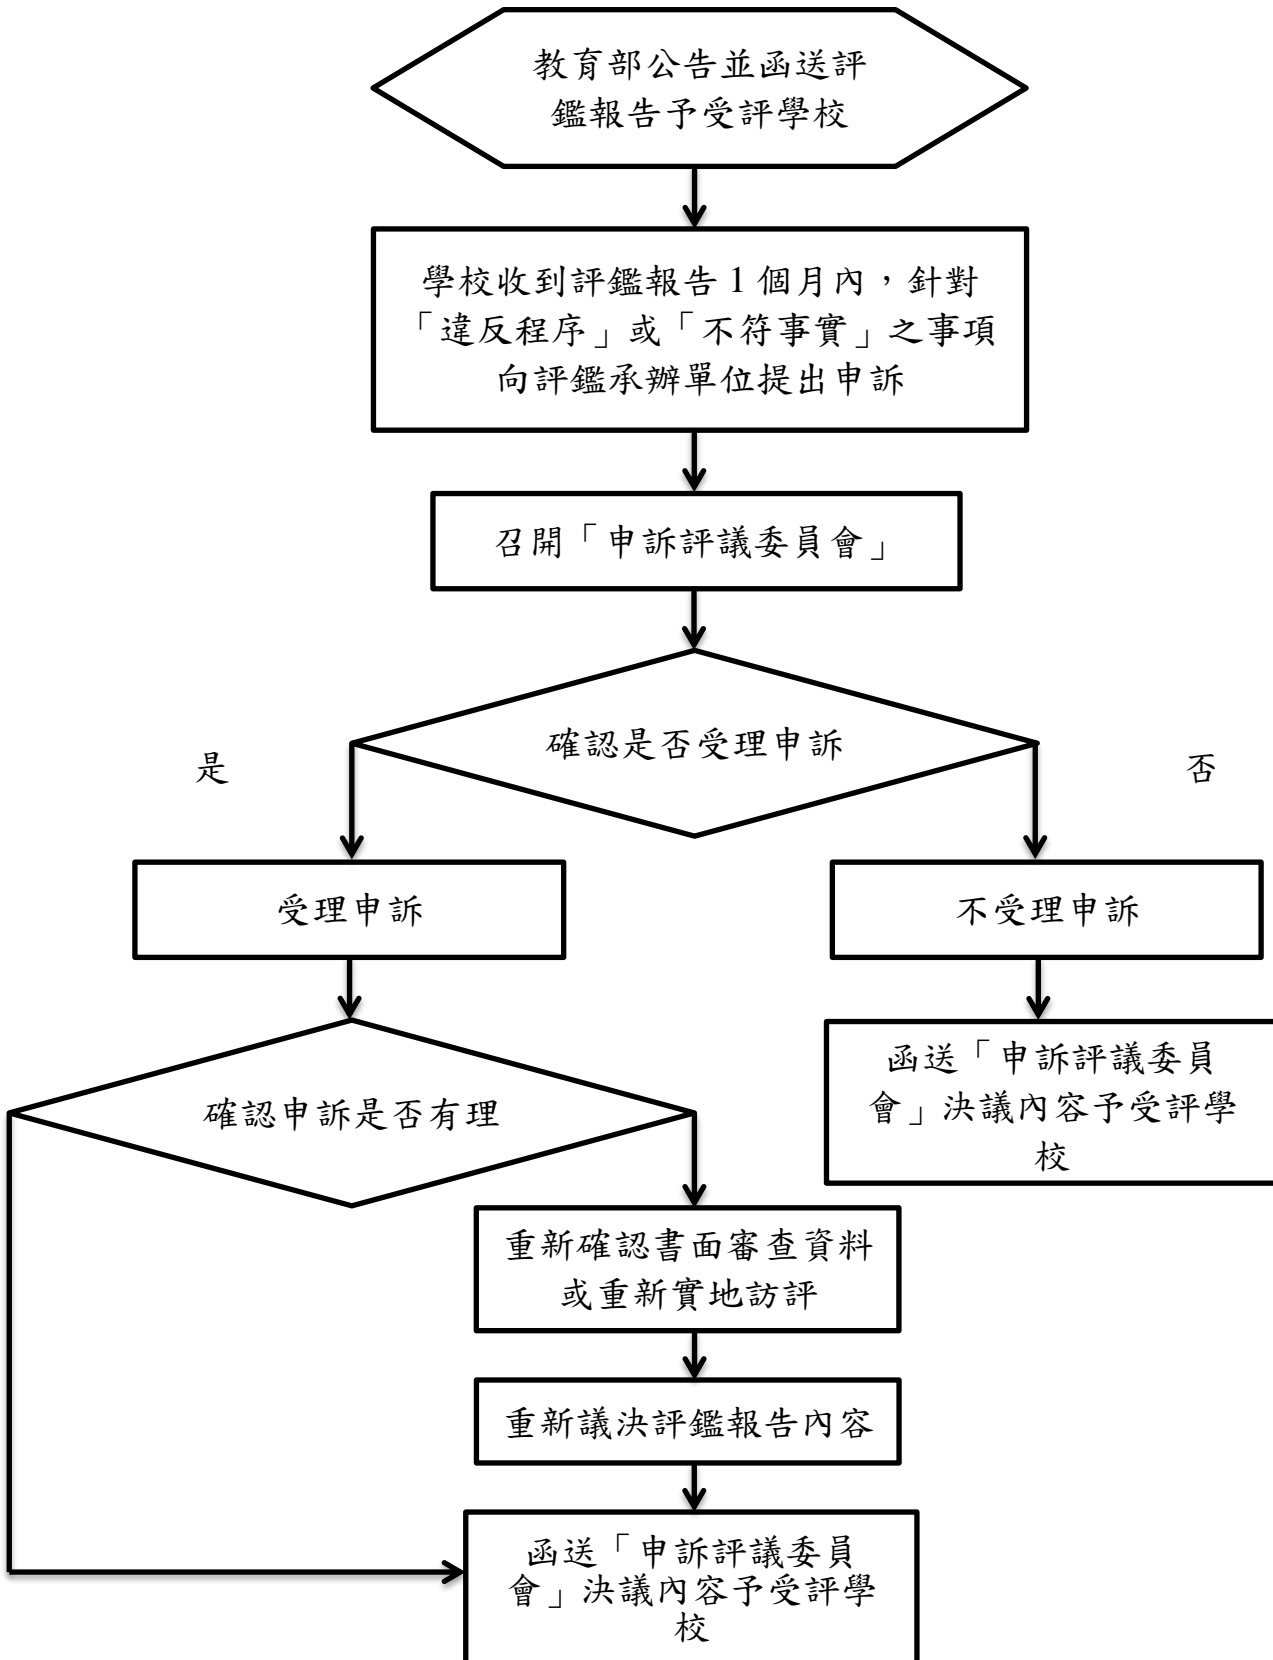 教育部公告並函送評
鑑報告予受評學校
學校收到評鑑報告 1 個月內，針對
「違反程序」或「不符事實」之事項
向評鑑承辦單位提出申訴
召開「申訴評議委員會」
確認是否受理申訴
是
否
受理申訴
不受理申訴
函送「申訴評議委員
會」決議內容予受評學
校
確認申訴是否有理
重新確認書面審查資料
或重新實地訪評
重新議決評鑑報告內容
函送「申訴評議委員
會」決議內容予受評學
校